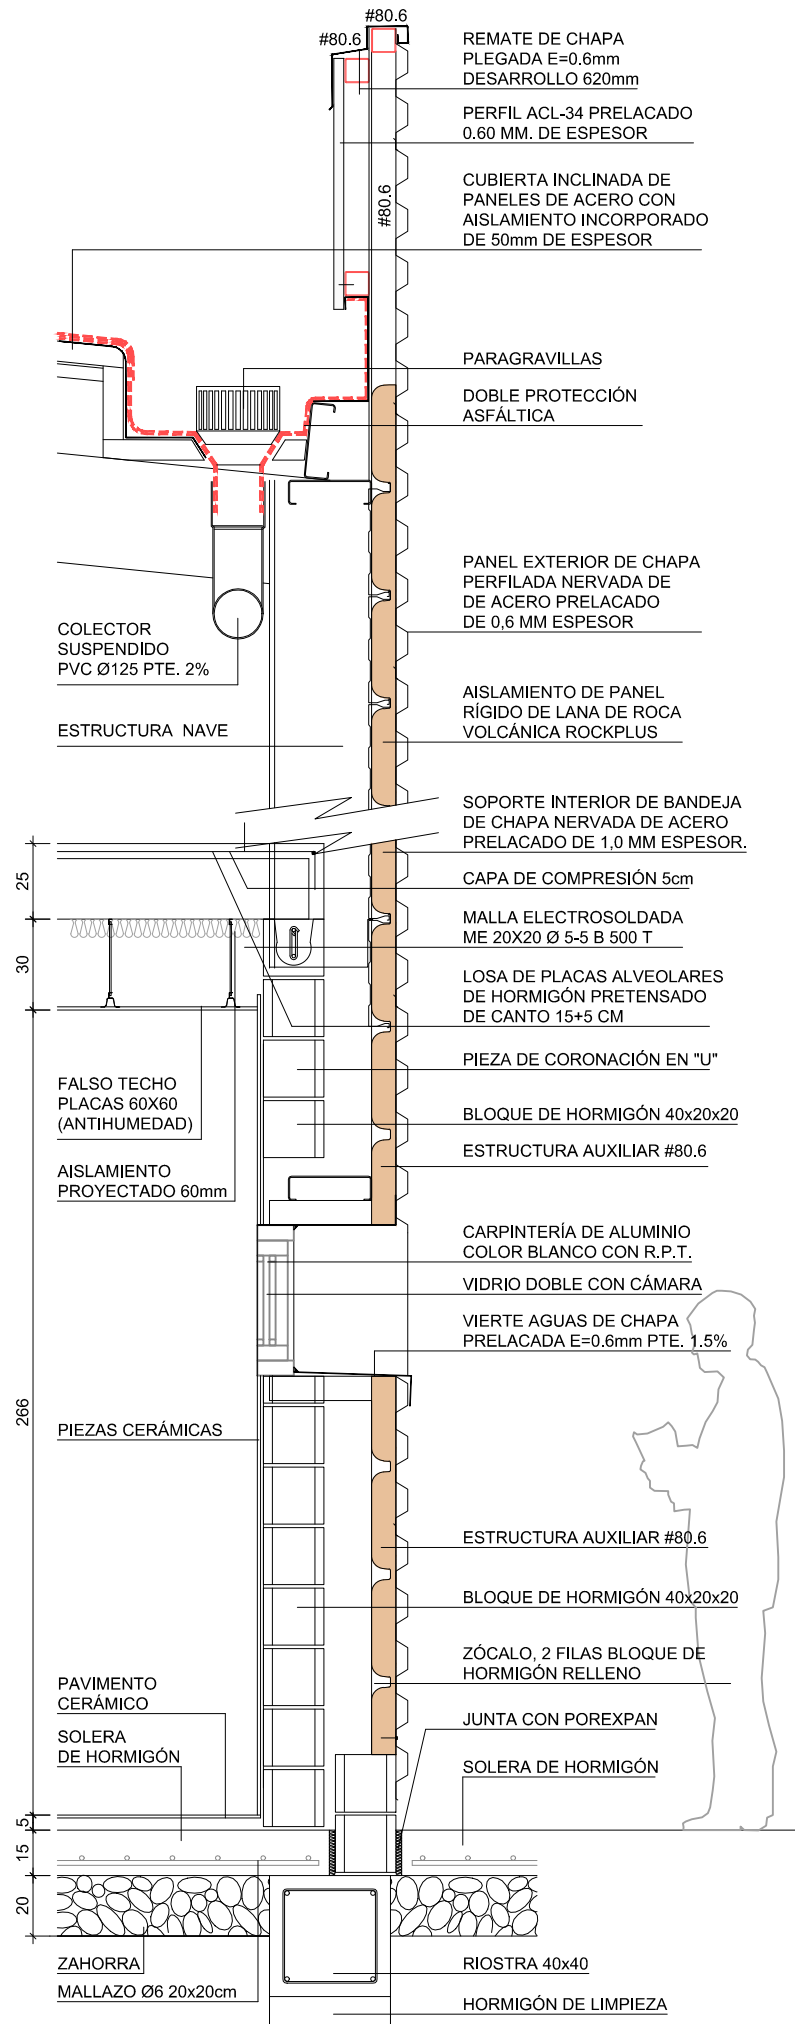 #80.6
#80.6
REMATE DE CHAPA
PLEGADA E=0.6mm
DESARROLLO 620mm
PERFIL ACL-34 PRELACADO
0.60 MM. DE ESPESOR
#80.6
CUBIERTA INCLINADA DE
PANELES DE ACERO CON
AISLAMIENTO INCORPORADO
DE 50mm DE ESPESOR
PARAGRAVILLAS
DOBLE PROTECCIÓN
ASFÁLTICA
PANEL EXTERIOR DE CHAPA
PERFILADA NERVADA DE
DE ACERO PRELACADO
DE 0,6 MM ESPESOR
COLECTOR
SUSPENDIDO
PVC Ø125 PTE. 2%
AISLAMIENTO DE PANEL
RÍGIDO DE LANA DE ROCA
VOLCÁNICA ROCKPLUS
ESTRUCTURA NAVE
SOPORTE INTERIOR DE BANDEJA
DE CHAPA NERVADA DE ACERO
PRELACADO DE 1,0 MM ESPESOR.
25
CAPA DE COMPRESIÓN 5cm
MALLA ELECTROSOLDADA
ME 20X20 Ø 5-5 B 500 T
30
LOSA DE PLACAS ALVEOLARES
DE HORMIGÓN PRETENSADO
DE CANTO 15+5 CM
PIEZA DE CORONACIÓN EN "U"
FALSO TECHO
PLACAS 60X60
(ANTIHUMEDAD)
BLOQUE DE HORMIGÓN 40x20x20
ESTRUCTURA AUXILIAR #80.6
AISLAMIENTO
PROYECTADO 60mm
CARPINTERÍA DE ALUMINIO
COLOR BLANCO CON R.P.T.
VIDRIO DOBLE CON CÁMARA
VIERTE AGUAS DE CHAPA
PRELACADA E=0.6mm PTE. 1.5%
266
PIEZAS CERÁMICAS
ESTRUCTURA AUXILIAR #80.6
BLOQUE DE HORMIGÓN 40x20x20
ZÓCALO, 2 FILAS BLOQUE DE
HORMIGÓN RELLENO
PAVIMENTO
CERÁMICO
JUNTA CON POREXPAN
SOLERA
DE HORMIGÓN
SOLERA DE HORMIGÓN
5
15
20
ZAHORRA
RIOSTRA 40x40
MALLAZO Ø6 20x20cm
HORMIGÓN DE LIMPIEZA